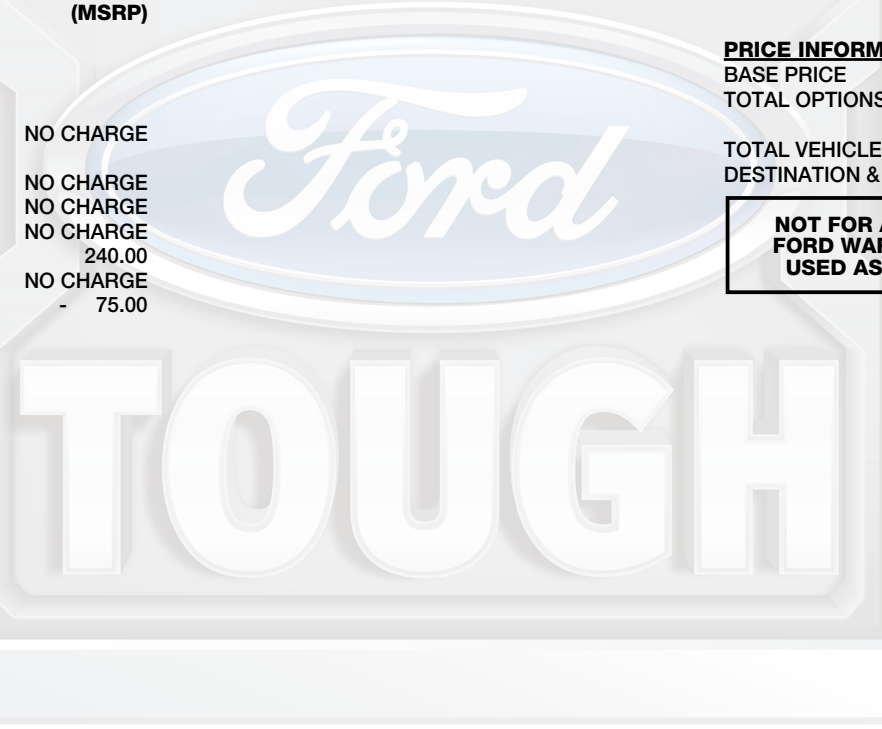 (MSRP)
NO CHARGE
NO CHARGE
NO CHARGE
NO CHARGE
240.00
NO CHARGE
- 75.00
PRICE INFORM
BASE PRICE
TOTAL OPTIONS
TOTAL VEHICLE
DESTINATION &
NOT FOR
FORD
USED AS
Ford
TOUGH